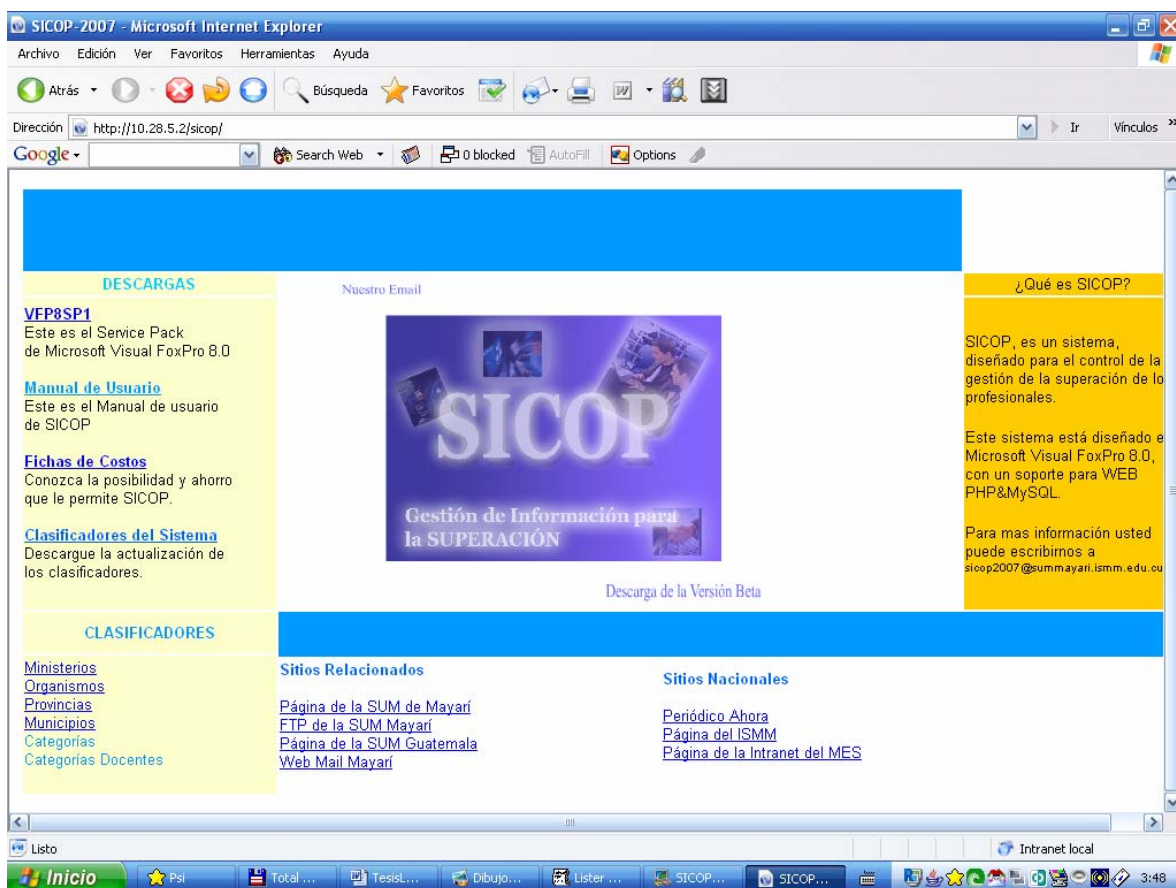 SICOP-2007 - Microsoft Internet Explorer
Archivo Edición Ver Favoritos Herramientas Ayuda
Atrás Búsqueda Favoritos
Dirección http://10.28.5.2/sicop/ Ir Vínculos »
Google Search Web 0 blocked AutoFill Options
DESCARGAS
VFP8SP1
Este es el Service Pack
de Microsoft Visual FoxPro 8.0
Manual de Usuario
Este es el Manual de usuario
de SICOP
Fichas de Costos
Conozca la posibilidad y ahorro
que le permite SICOP.
Clasificadores del Sistema
Descargue la actualización de
los clasificadores.
Nuestro Email
SICOP
Gestión de Información para
la SUPERACIÓN
Descarga de la Versión Beta
¿Qué es SICOP?
SICOP, es un sistema,
diseñado para el control de la
gestión de la superación de lo
profesionales.
Este sistema está diseñado e
Microsoft Visual FoxPro 8.0,
con un soporte para WEB
PHP&MySQL.
Para mas información usted
puede escribirnos a
sicop2007@summayari.ismm.edu.cu
CLASIFICADORES
Ministerios
Organismos
Provincias
Municipios
Categorías
Categorías Docentes
Sitios Relacionados
Página de la SUM de Mayarí
FTP de la SUM Mayarí
Página de la SUM Guatemala
Web Mail Mayarí
Sitios Nacionales
Periódico Ahora
Página del ISMM
Página de la Intranet del MES
Listo Intranet local
Inicio Psi Total ... TesisL... Dibujo... Lister ... SICOP... SICOP... 3:48